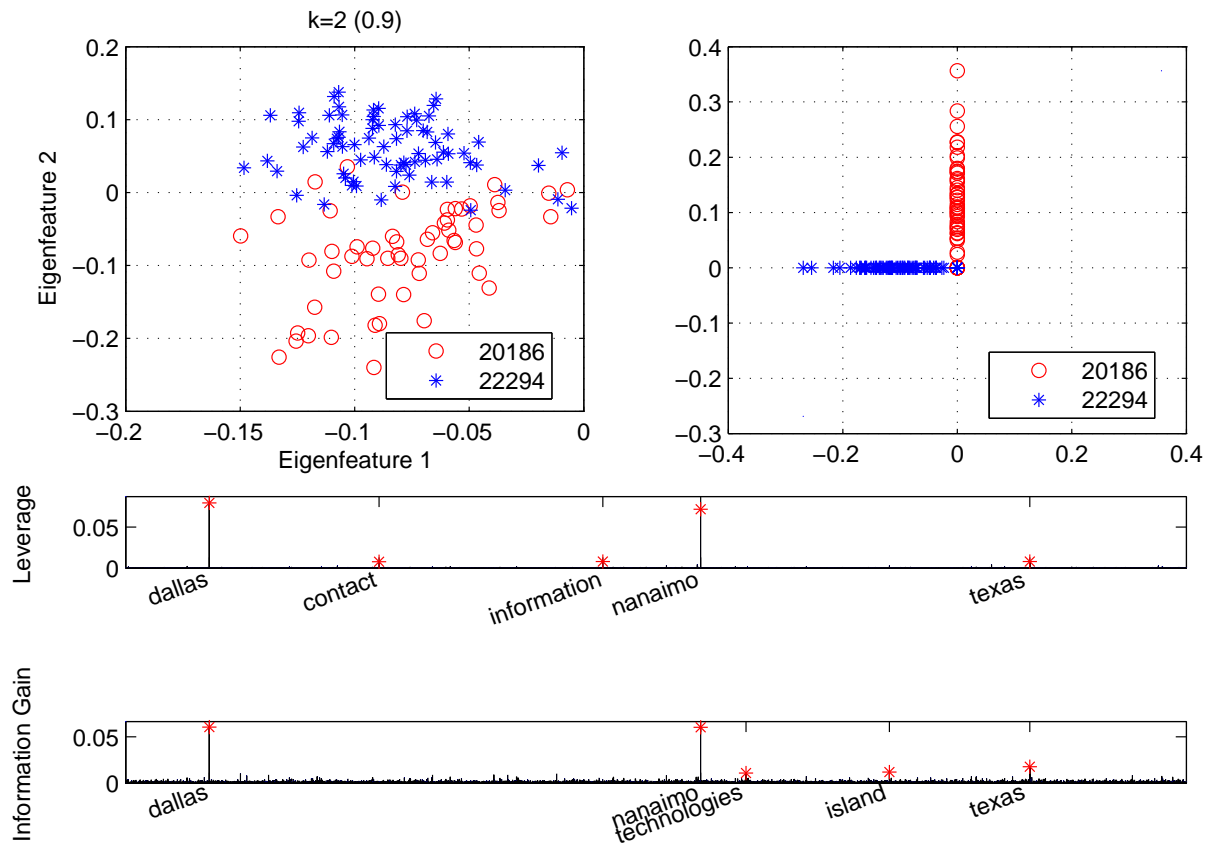 k=2 (0.9)
0.2
0.1
0
−0.1
−0.2
−0.3
−0.2
−0.15
−0.1
−0.05
0
Eigenfeature 2
Eigenfeature 1
20186
22294
0.4
0.3
0.2
0.1
0
−0.1
−0.2
−0.3
−0.4
−0.2
0
0.2
0.4
20186
22294
Leverage
0.05
0
dallas
contact
information
nanaimo
texas
Information Gain
0.05
0
dallas
nanaimo
technologies
island
texas